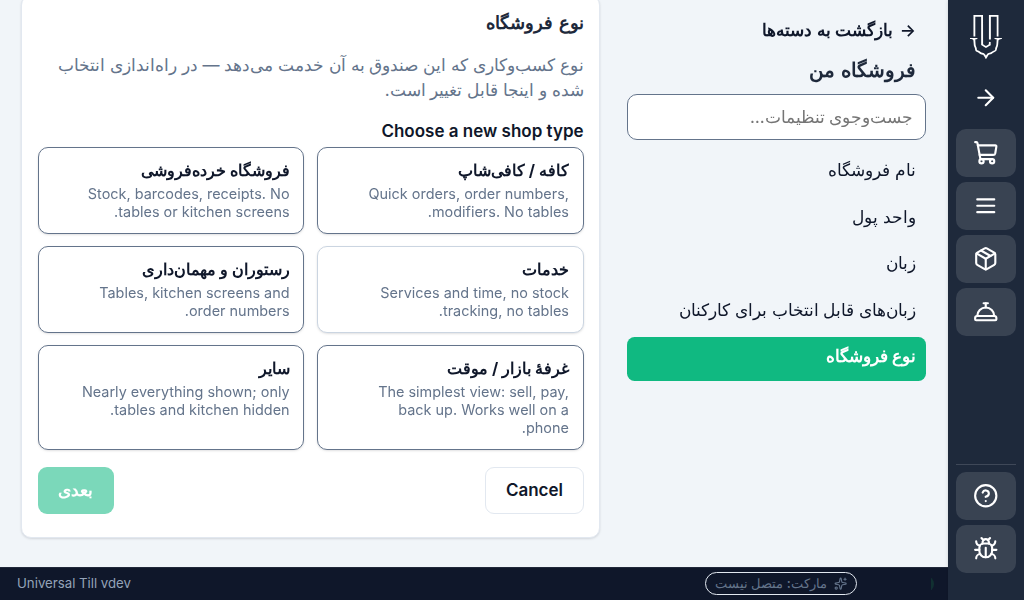 → بازگشت به دسته‌ها
فروشگاه من
جست‌وجوی تنظیمات...
نام فروشگاه
واحد پول
زبان
زبان‌های قابل انتخاب برای کارکنان
نوع فروشگاه
نوع فروشگاه
نوع کسب‌وکاری که این صندوق به آن خدمت می‌دهد — در راه‌اندازی انتخاب
شده و اینجا قابل تغییر است.
Choose a new shop type
کافه / کافی‌شاپ
Quick orders, order numbers,
modifiers. No tables.
فروشگاه خرده‌فروشی
Stock, barcodes, receipts. No
tables or kitchen screens.
خدمات
Services and time, no stock
tracking, no tables.
رستوران و مهمان‌داری
Tables, kitchen screens and
order numbers.
غرفهٔ بازار / موقت
The simplest view: sell, pay,
back up. Works well on a
phone.
سایر
Nearly everything shown; only
tables and kitchen hidden.
Cancel
بعدی
مارکت: متصل نیست
Universal Till vdev